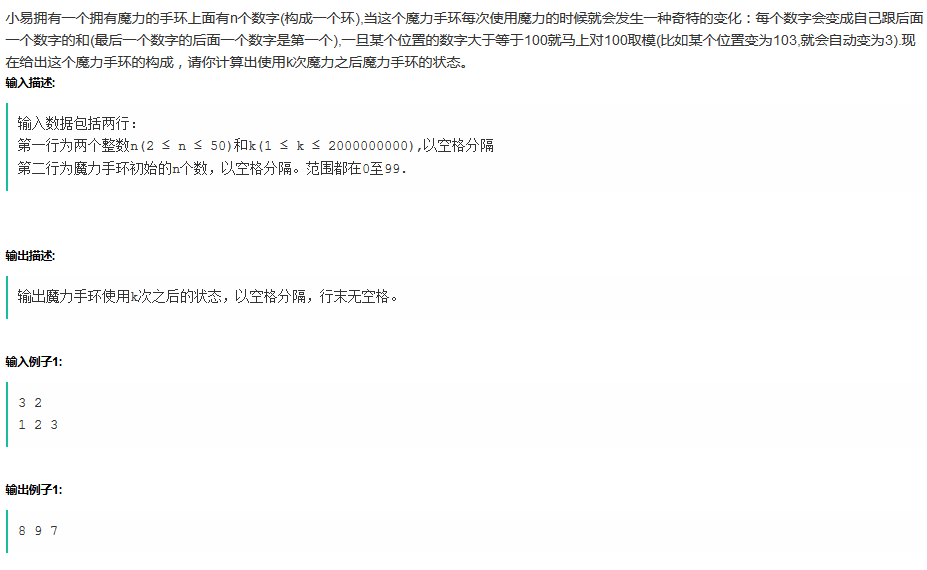 小易拥有一个拥有魔力的手环上面有n个数字(构成一个环),当这个魔力手环每次使用魔力的时候就会发生一种奇特的变化：每个数字会变成自己跟后面
一个数字的和(最后一个数字的后面一个数字是第一个),一旦某个位置的数字大于等于100就马上对100取模(比如某个位置变为103,就会自动变为3).现
在给出这个魔力手环的构成，请你计算出使用k次魔力之后魔力手环的状态。
输入描述:
输入数据包括两行：
第一行为两个整数n(2 ≤ n ≤ 50)和k(1 ≤ k ≤ 2000000000),以空格分隔
第二行为魔力手环初始的n个数，以空格分隔。范围都在0至99.
输出描述:
输出魔力手环使用k次之后的状态，以空格分隔，行末无空格。
输入例子1:
3 2
1 2 3
输出例子1:
8 9 7